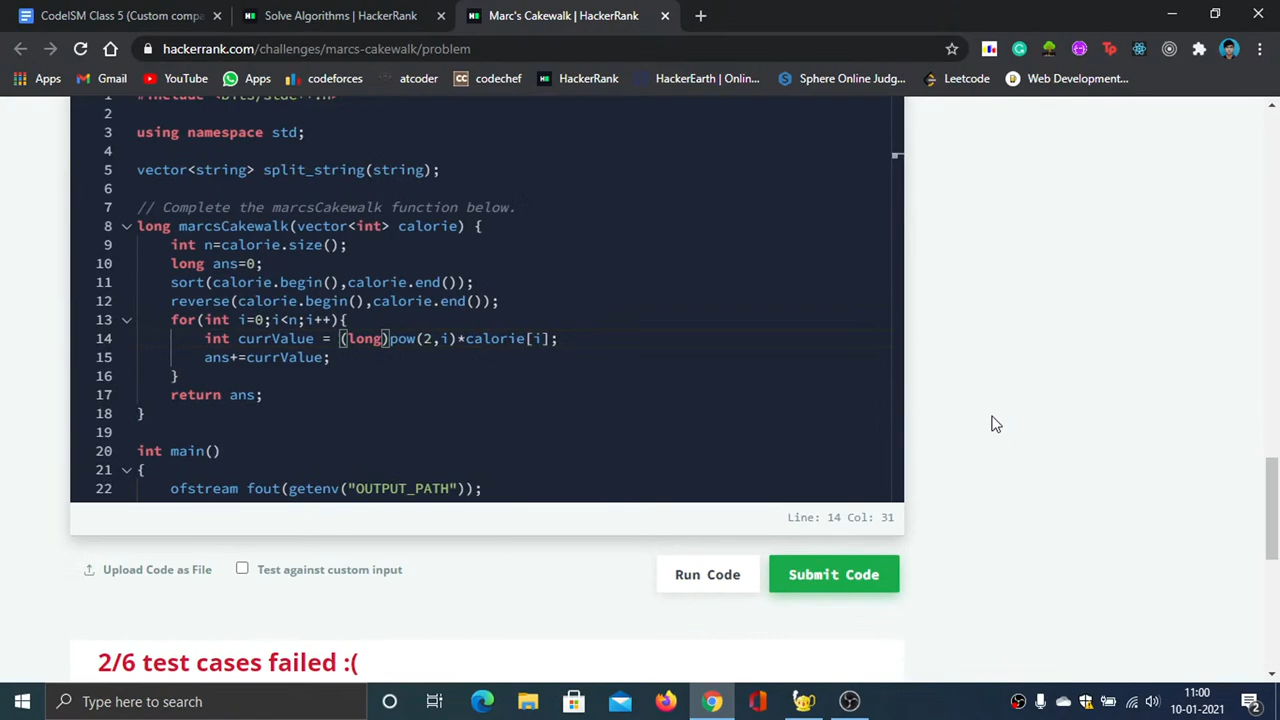 CodeISM Class 5 (Custom compa
Solve Algorithms | HackerRank
Marc's Cakewalk | HackerRank
hackerrank.com/challenges/marcs-cakewalk/problem
Apps
Gmail
YouTube
Apps
codeforces
atcoder
codechef
HackerRank
HackerEarth | Onlin...
Sphere Online Judg...
Leetcode
Web Development...
1 #include <bits/stdc++.h>
2
3 using namespace std;
4
5 vector<string> split_string(string);
6
7 // Complete the marcsCakewalk function below.
8 long marcsCakewalk(vector<int> calorie) {
9 int n=calorie.size();
10 long ans=0;
11 sort(calorie.begin(),calorie.end());
12 reverse(calorie.begin(),calorie.end());
13 for(int i=0;i<n;i++){
14 int currValue = (long)pow(2,i)*calorie[i];
15 ans+=currValue;
16 }
17 return ans;
18 }
19
20 int main()
21 {
22 ofstream fout(getenv("OUTPUT_PATH"));
Line: 14 Col: 31
Upload Code as File
Test against custom input
Run Code
Submit Code
2/6 test cases failed :(
Type here to search
11:00
10-01-2021
2